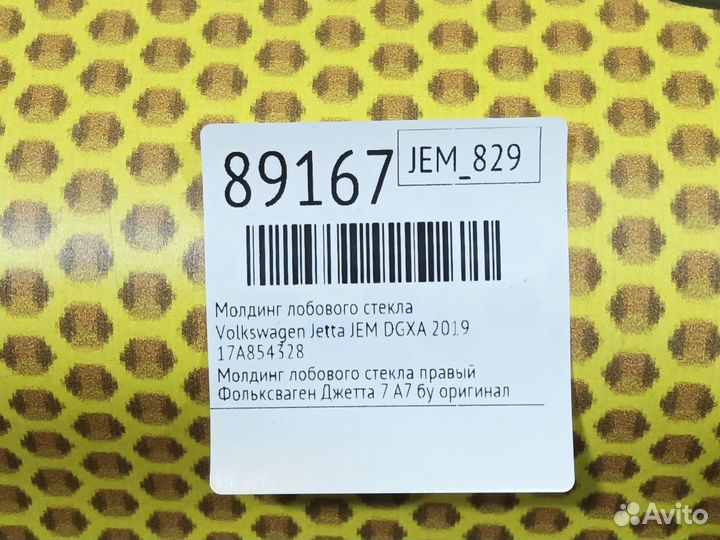 89167
JEM_829
Молдинг лобового стекла
Volkswagen Jetta JEM DGXA 2019
17A854328
Молдинг лобового стекла правый
Фольксваген Джетта 7 А7 бу оригинал
Avito